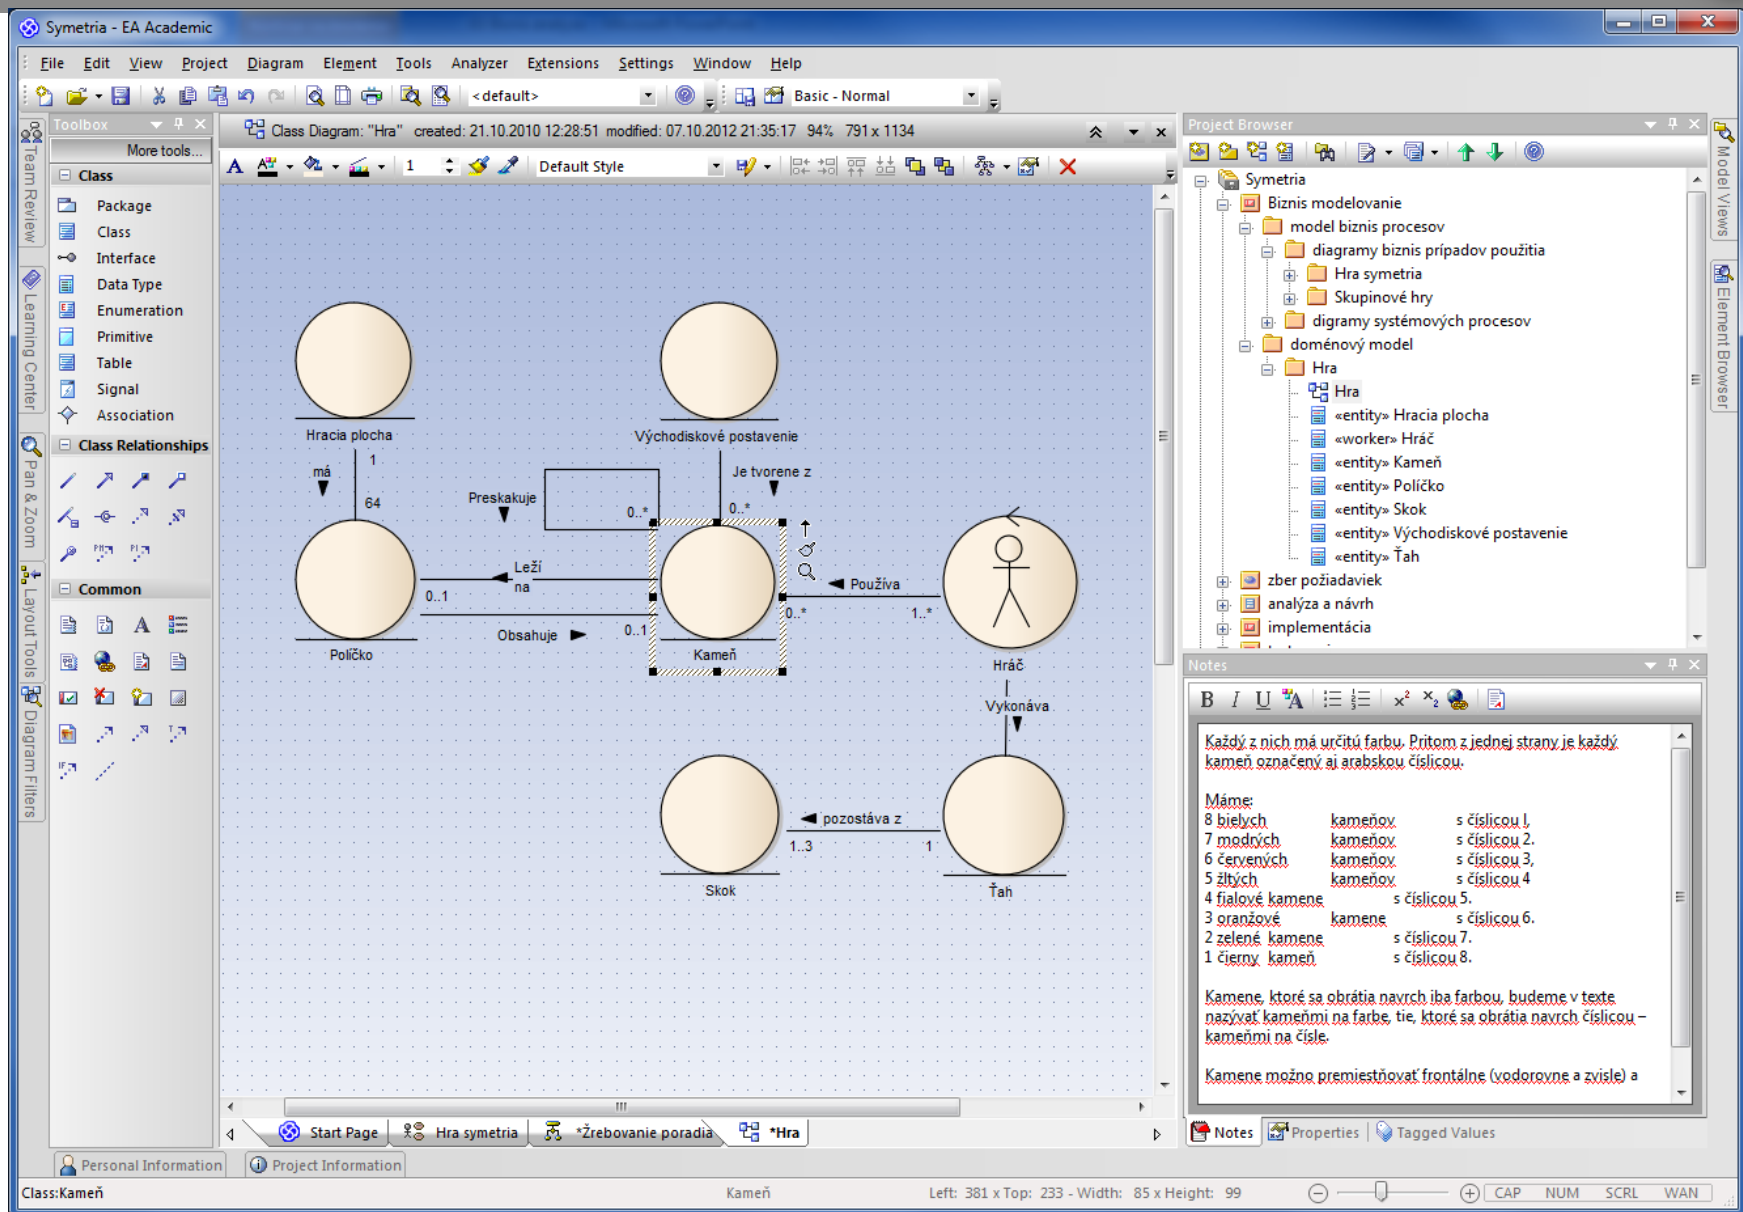 Symetria - EA Academic
File Edit View Project Diagram Element Tools Analyzer Extensions Settings Window Help
<default>
Basic - Normal
Toolbox
More tools...
Class
Package
Class
Interface
Data Type
Enumeration
Primitive
Table
Signal
Association
Class Relationships
Common
Team Review
Learning Center
Pan & Zoom
Layout Tools
Diagram Filters
Class Diagram: "Hra" created: 21.10.2010 12:28:51 modified: 07.10.2012 21:35:17 94% 791 x 1134
A 1 Default Style
Hracia plocha
Východiskové postavenie
má
1
64
Preskakuje
0..*
Je tvorene z
0..*
Leží
na
0..1
Obsahuje
0..1
Políčko
Kameň
Používa
0..*
1..*
Hráč
Vykonáva
pozostáva z
1..3
1
Skok
Ťah
Start Page
Hra symetria
*Žrebovanie poradia
*Hra
Project Browser
Symetria
Biznis modelovanie
model biznis procesov
diagramy biznis prípadov použitia
Hra symetria
Skupinové hry
digramy systémových procesov
doménový model
Hra
Hra
«entity» Hracia plocha
«worker» Hráč
«entity» Kameň
«entity» Políčko
«entity» Skok
«entity» Východiskové postavenie
«entity» Ťah
zber požiadaviek
analýza a návrh
implementácia
Model Views
Element Browser
Notes
B I U A x² x₂
Každý z nich má určitú farbu. Pritom z jednej strany je každý
kameň označený aj arabskou číslicou.
Máme:
8 bielych kameňov s číslicou l,
7 modrých kameňov s číslicou 2.
6 červených kameňov s číslicou 3,
5 žltých kameňov s číslicou 4
4 fialové kamene s číslicou 5.
3 oranžové kamene s číslicou 6.
2 zelené kamene s číslicou 7.
1 čierny kameň s číslicou 8.
Kamene, ktoré sa obrátia navrch iba farbou, budeme v texte
nazývať kameňmi na farbe, tie, ktoré sa obrátia navrch číslicou –
kameňmi na čísle.
Kamene možno premiestňovať frontálne (vodorovne a zvisle) a
Notes
Properties
Tagged Values
Personal Information
Project Information
Class:Kameň
Kameň
Left: 381 x Top: 233 - Width: 85 x Height: 99
CAP NUM SCRL WAN